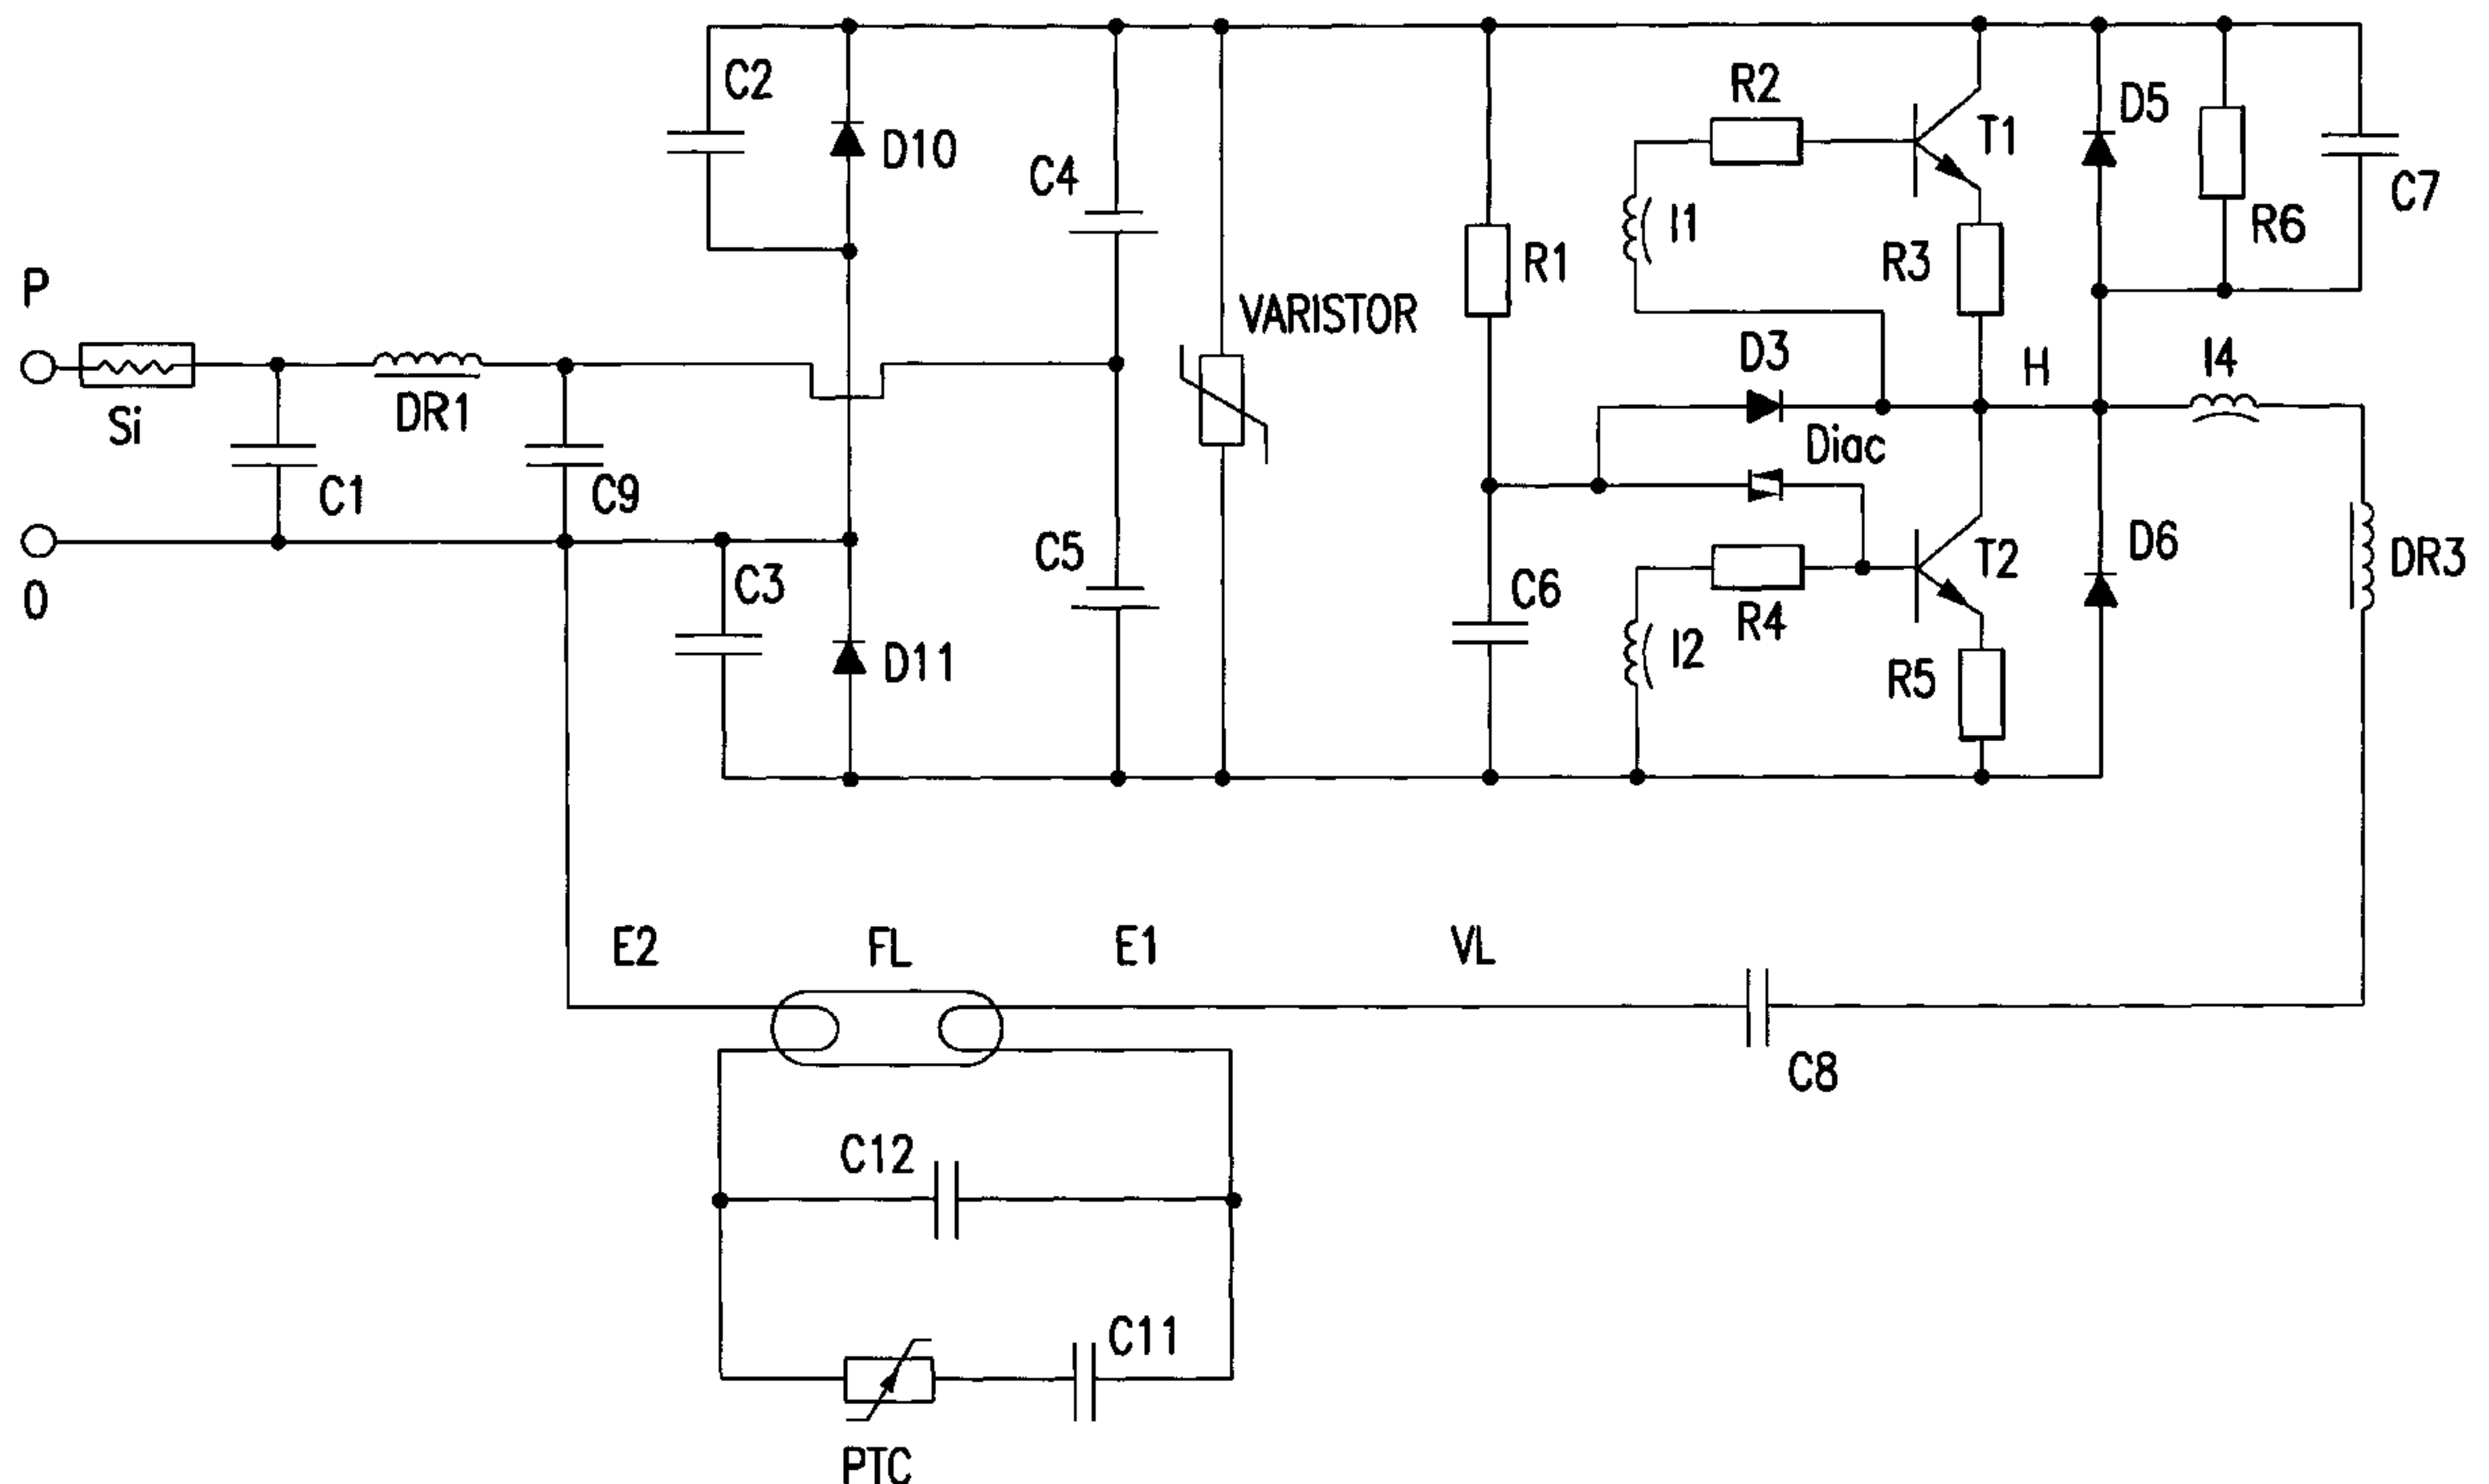 C2
D10
C4
R2
T1
D5
R6
C7
I1
R3
R1
P
VARISTOR
D3
H
I4
Si
DR1
Diac
C1
C9
C3
C5
C6
R4
T2
D6
DR3
O
D11
I2
R5
E2
FL
E1
VL
C8
C12
C11
PTC